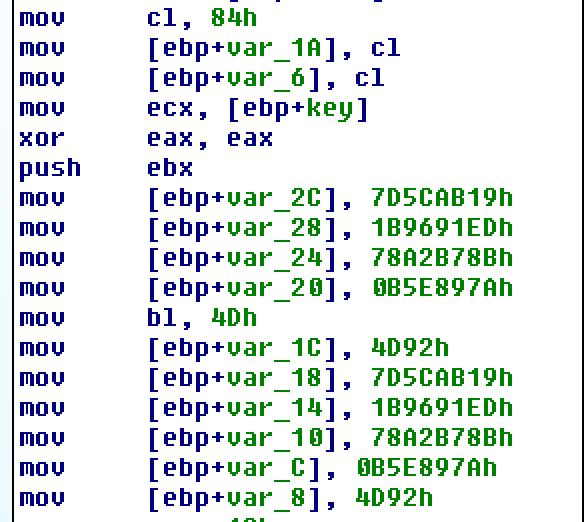 mov cl, 84h
mov [ebp+var_1A], cl
mov [ebp+var_6], cl
mov ecx, [ebp+key]
xor eax, eax
push ebx
mov [ebp+var_2C], 7D5CAB19h
mov [ebp+var_28], 1B9691EDh
mov [ebp+var_24], 78A2B78Bh
mov [ebp+var_20], 0B5E897Ah
mov bl, 4Dh
mov [ebp+var_1C], 4D92h
mov [ebp+var_18], 7D5CAB19h
mov [ebp+var_14], 1B9691EDh
mov [ebp+var_10], 78A2B78Bh
mov [ebp+var_C], 0B5E897Ah
mov [ebp+var_8], 4D92h